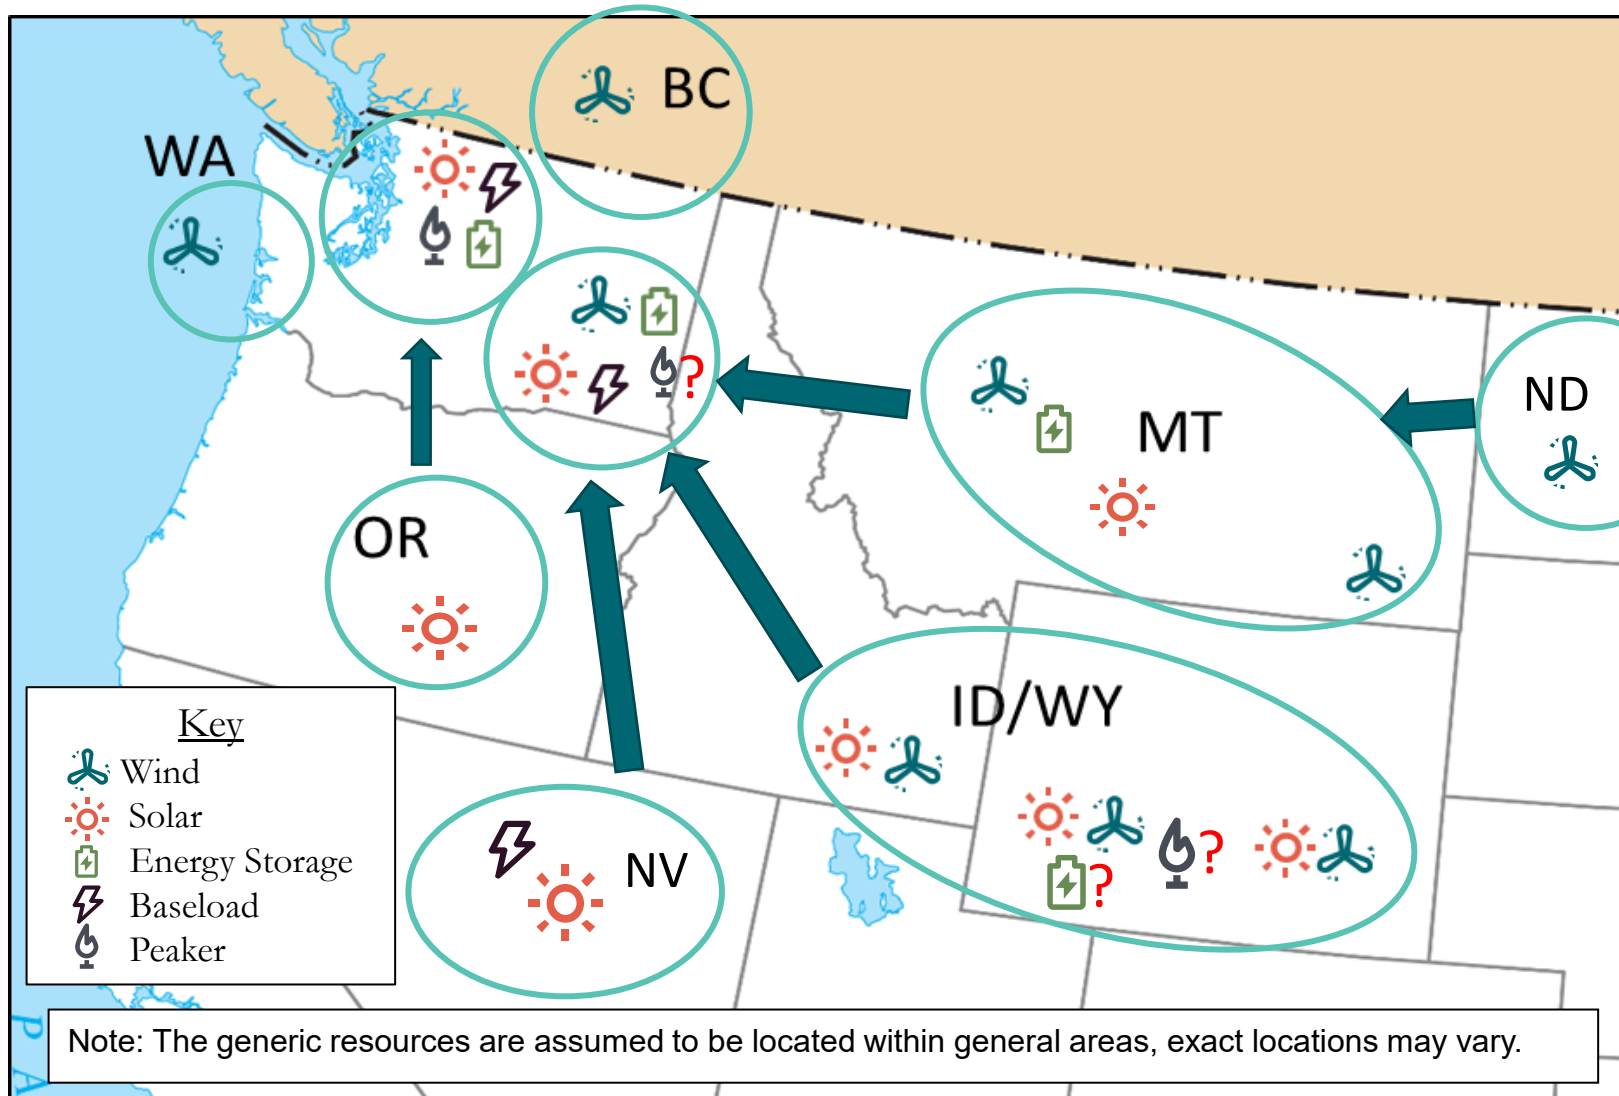 BC
WA
?
ND
MT
OR
ID/WY
?
?
NV
Key
Wind
Solar
Energy Storage
Baseload
Peaker
P
A
Note: The generic resources are assumed to be located within general areas, exact locations may vary.